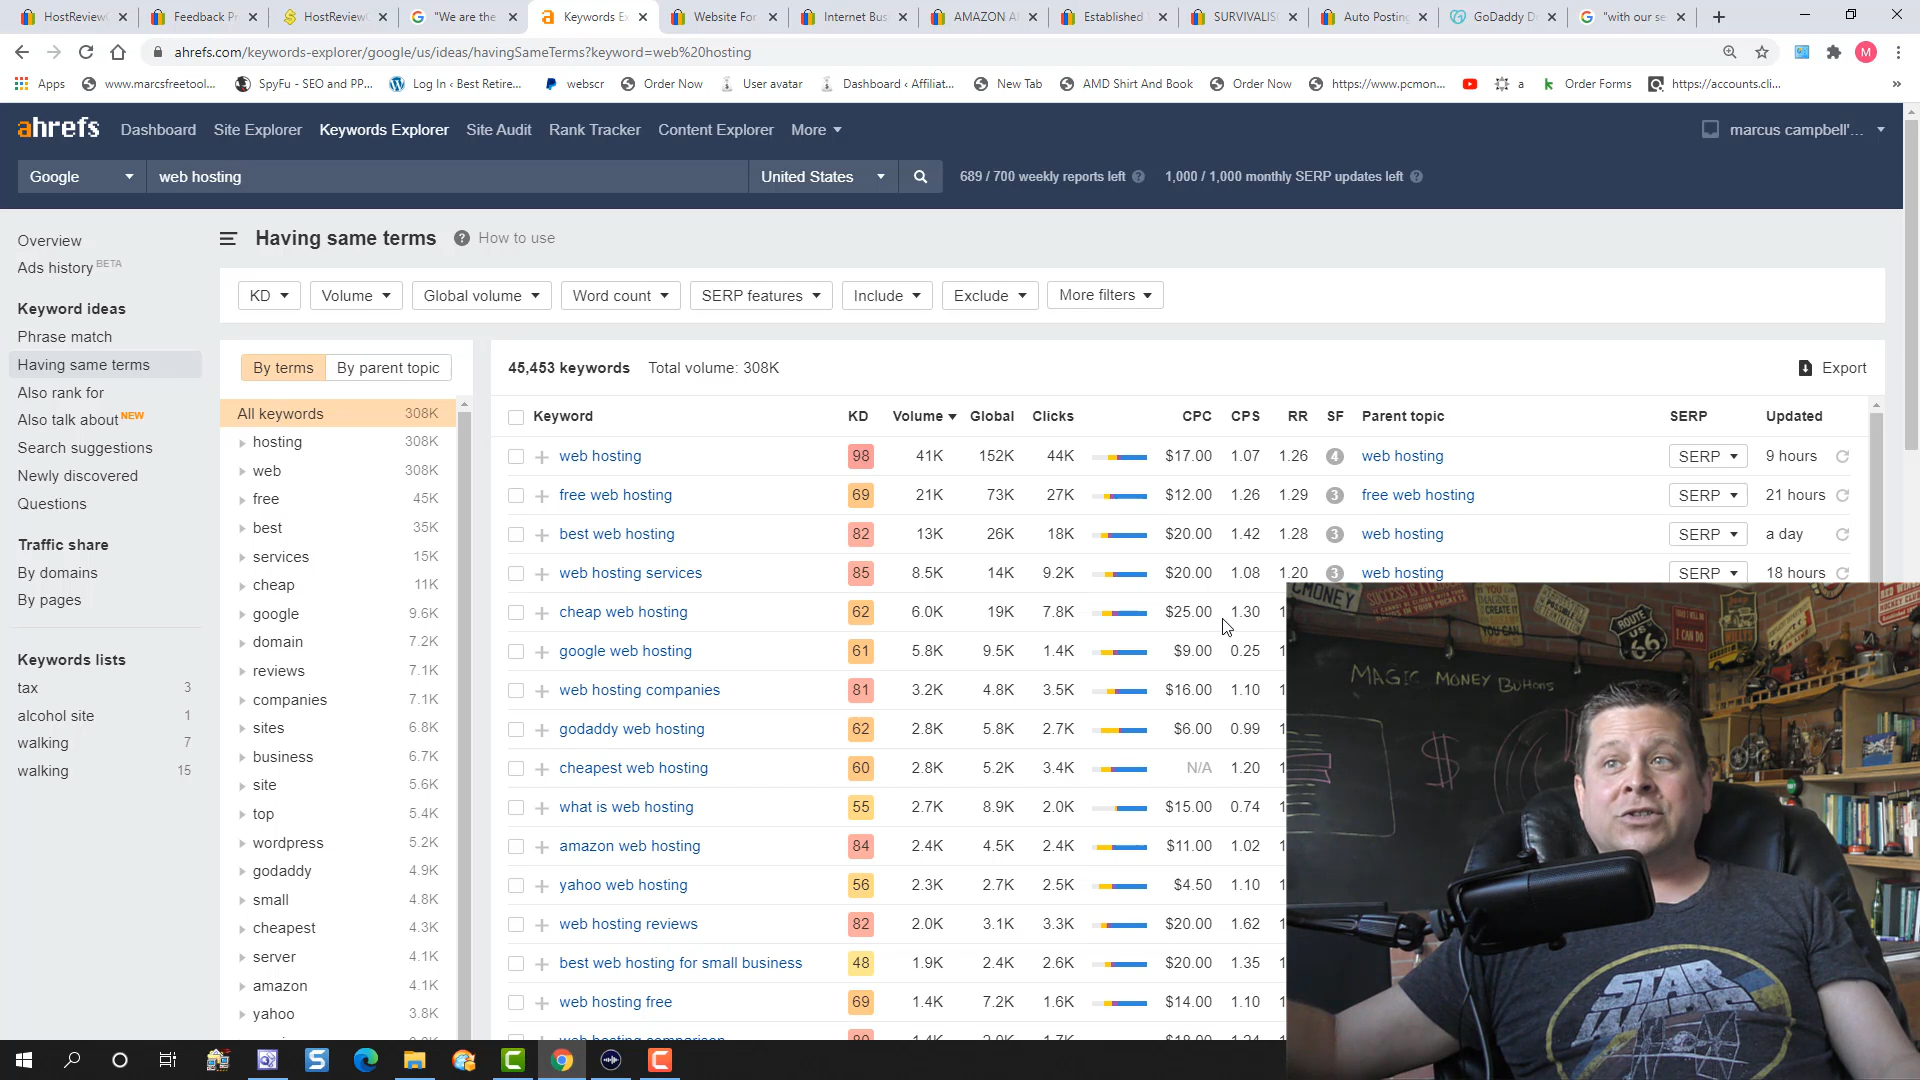 HostReview
Feedback P
HostReview
"We are the
Keywords E
Website For
Internet Bus
AMAZON A
Established
SURVIVALIS
Auto Posting
GoDaddy D
"with our se
ahrefs.com/keywords-explorer/google/us/ideas/havingSameTerms?keyword=web%20hosting
M
Apps
www.marcsfreetool...
SpyFu - SEO and PP...
Log In ‹ Best Retire...
webscr
Order Now
User avatar
Dashboard ‹ Affiliat...
New Tab
AMD Shirt And Book
Order Now
https://www.pcmon...
a
Order Forms
https://accounts.cli...
»
ahrefs
Dashboard
Site Explorer
Keywords Explorer
Site Audit
Rank Tracker
Content Explorer
More
marcus campbell'...
Google
web hosting
United States
689 / 700 weekly reports left
1,000 / 1,000 monthly SERP updates left
Overview
Ads history BETA
Keyword ideas
Phrase match
Having same terms
Also rank for
Also talk about NEW
Search suggestions
Newly discovered
Questions
Traffic share
By domains
By pages
Keywords lists
tax 3
alcohol site 1
walking 7
walking 15
Having same terms
How to use
KD
Volume
Global volume
Word count
SERP features
Include
Exclude
More filters
By terms
By parent topic
All keywords 308K
hosting 308K
web 308K
free 45K
best 35K
services 15K
cheap 11K
google 9.6K
domain 7.2K
reviews 7.1K
companies 7.1K
sites 6.8K
business 6.7K
site 5.6K
top 5.4K
wordpress 5.2K
godaddy 4.9K
small 4.8K
cheapest 4.3K
server 4.1K
amazon 4.1K
yahoo 3.8K
45,453 keywords Total volume: 308K
Export
Keyword KD Volume Global Clicks CPC CPS RR SF Parent topic SERP Updated
web hosting 98 41K 152K 44K $17.00 1.07 1.26 4 web hosting SERP 9 hours
free web hosting 69 21K 73K 27K $12.00 1.26 1.29 3 free web hosting SERP 21 hours
best web hosting 82 13K 26K 18K $20.00 1.42 1.28 3 web hosting SERP a day
web hosting services 85 8.5K 14K 9.2K $20.00 1.08 1.20 3 web hosting SERP 18 hours
cheap web hosting 62 6.0K 19K 7.8K $25.00 1.30
google web hosting 61 5.8K 9.5K 1.4K $9.00 0.25
web hosting companies 81 3.2K 4.8K 3.5K $16.00 1.10
godaddy web hosting 62 2.8K 5.8K 2.7K $6.00 0.99
cheapest web hosting 60 2.8K 5.2K 3.4K N/A 1.20
what is web hosting 55 2.7K 8.9K 2.0K $15.00 0.74
amazon web hosting 84 2.4K 4.5K 2.4K $11.00 1.02
yahoo web hosting 56 2.3K 2.7K 2.5K $4.50 1.10
web hosting reviews 82 2.0K 3.1K 3.3K $20.00 1.62
best web hosting for small business 48 1.9K 2.4K 2.6K $20.00 1.35
web hosting free 69 1.4K 7.2K 1.6K $14.00 1.10
ROUTE
US
66
I CAN DO
MAGIC MONEY BUTTONS
$
STAR
WARS